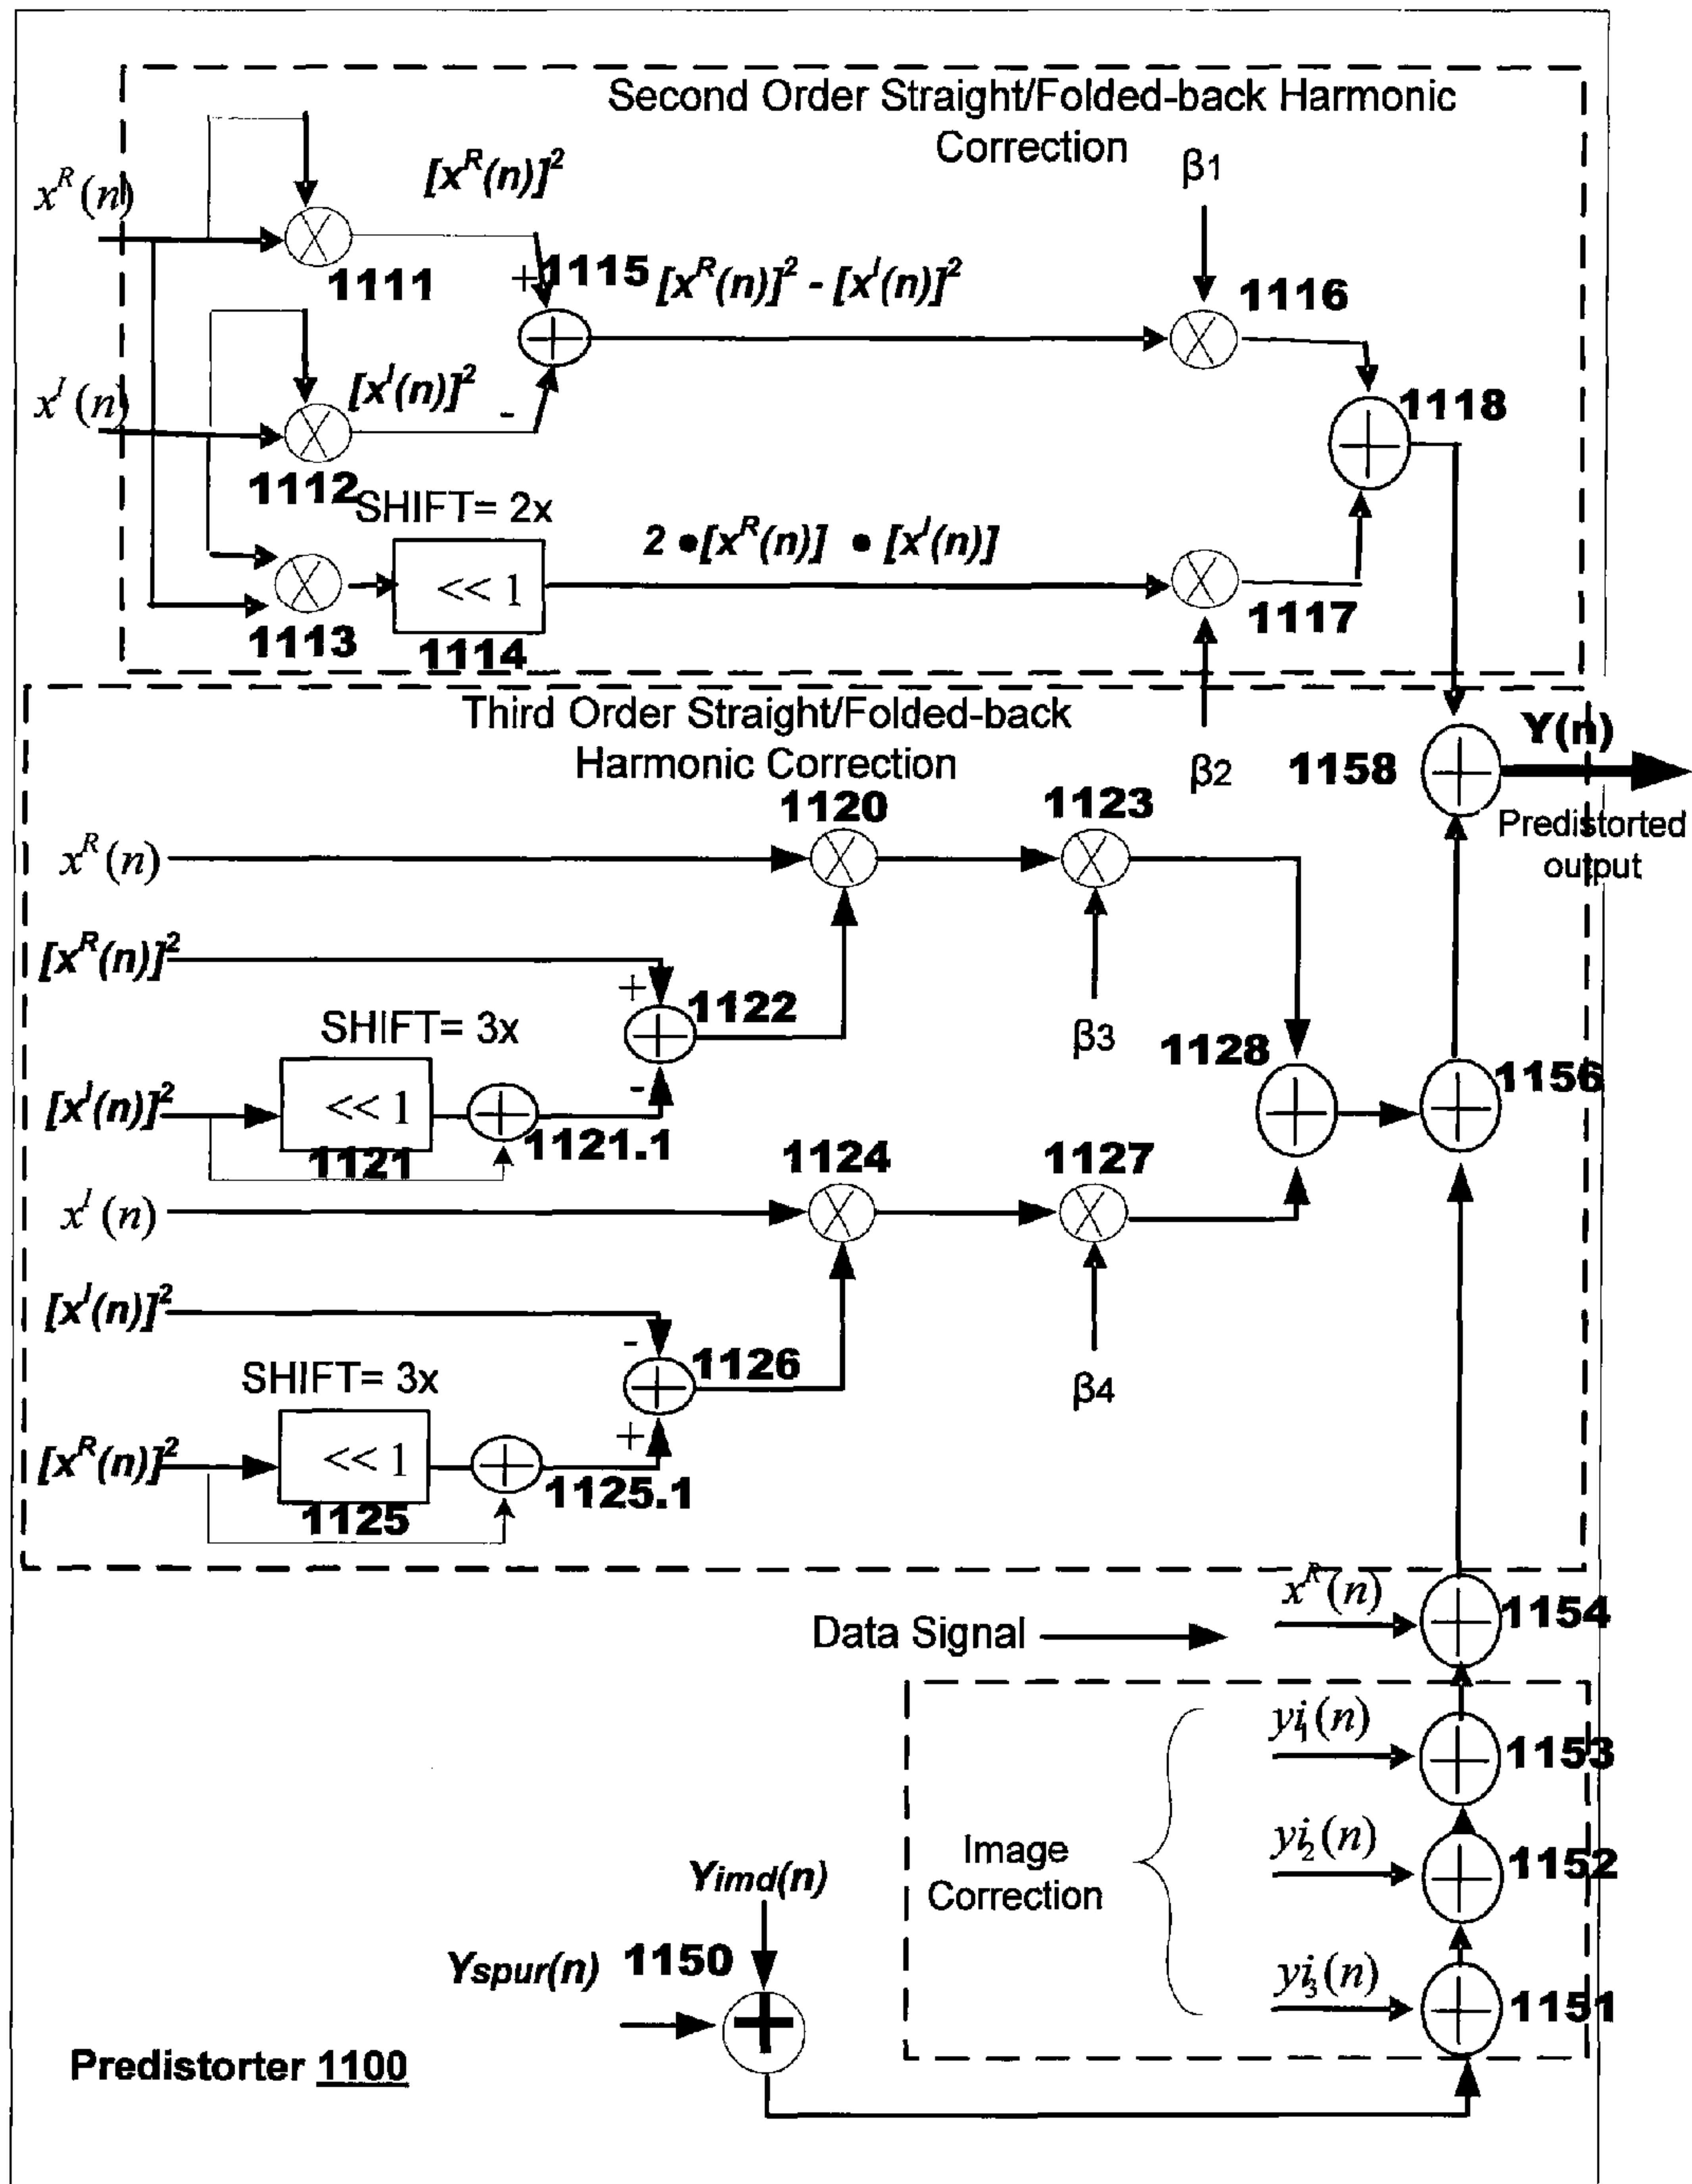 Second Order Straight/Folded-back Harmonic
Correction
x^R(n)
[x^R(n)]^2
β1
1111
+
1115
[x^R(n)]^2 - [x^I(n)]^2
1116
x^I(n)
[x^I(n)]^2
-
1118
1112
SHIFT= 2x
2 •[x^R(n)] • [x^I(n)]
<< 1
1113
1114
1117
β2
Third Order Straight/Folded-back
Harmonic Correction
Y(n)
1158
Predistorted
output
1120
1123
x^R(n)
[x^R(n)]^2
+
1122
β3
SHIFT= 3x
1128
1156
[x^I(n)]^2
<< 1
-
1121
1121.1
1124
1127
x^I(n)
[x^I(n)]^2
-
1126
β4
SHIFT= 3x
[x^R(n)]^2
<< 1
+
1125
1125.1
x^R(n)
1154
Data Signal
yi_1(n)
1153
Image
Correction
yi_2(n)
1152
Yimd(n)
Yspur(n)
1150
yi_3(n)
1151
Predistorter 1100